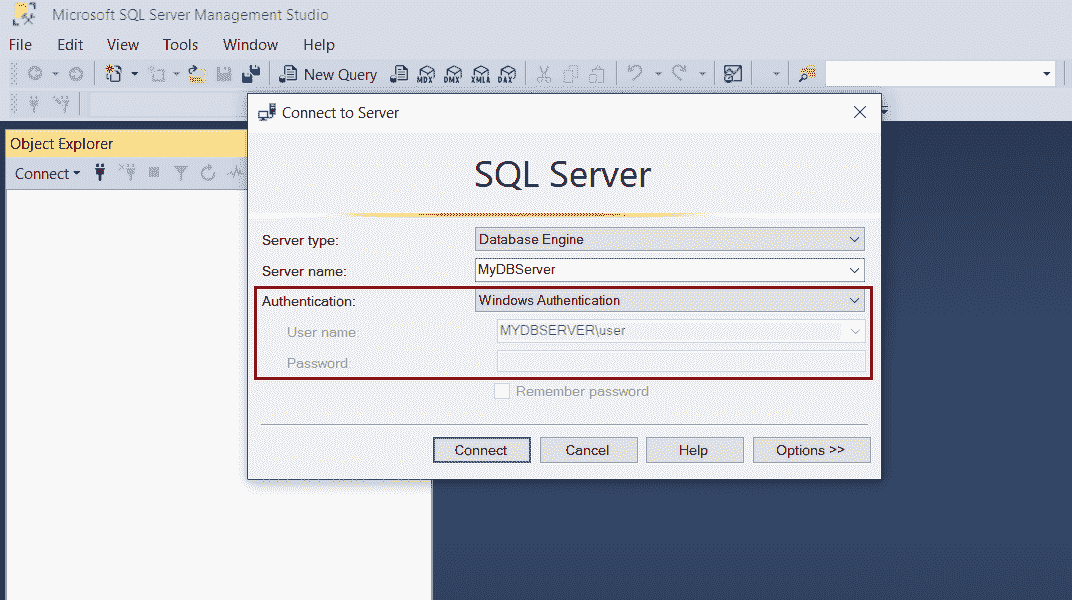 Microsoft SQL Server Management Studio
File Edit View Tools Window Help
New Query MDX DMX XMLA DAX
Connect to Server
Object Explorer
Connect
SQL Server
Server type: Database Engine
Server name: MyDBServer
Authentication: Windows Authentication
User name MYDBSERVER\user
Password:
Remember password
Connect Cancel Help Options >>